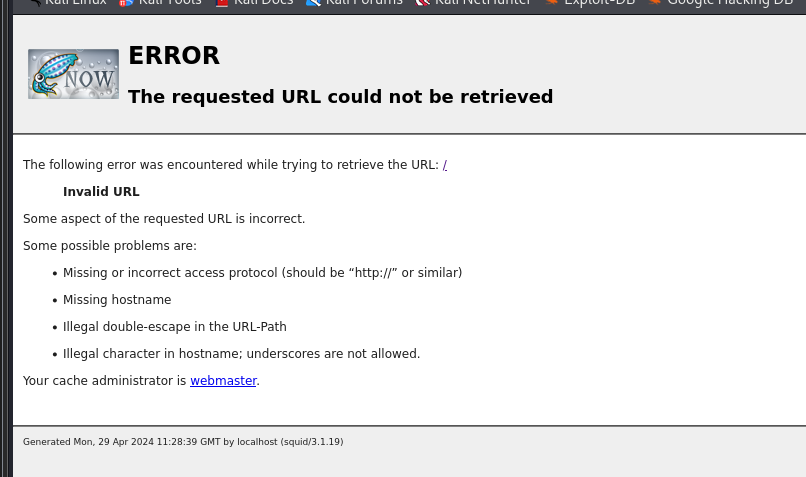 Kali Linux Kali Tools Kali Docs Kali Forums Kali NetHunter Exploit-DB Google Hacking DB
NOW
ERROR
The requested URL could not be retrieved
The following error was encountered while trying to retrieve the URL: /
Invalid URL
Some aspect of the requested URL is incorrect.
Some possible problems are:
• Missing or incorrect access protocol (should be “http://” or similar)
• Missing hostname
• Illegal double-escape in the URL-Path
• Illegal character in hostname; underscores are not allowed.
Your cache administrator is webmaster.
Generated Mon, 29 Apr 2024 11:28:39 GMT by localhost (squid/3.1.19)